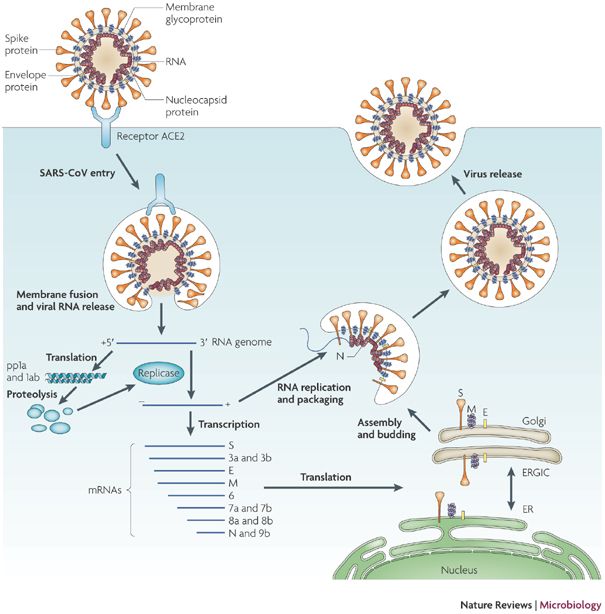 Membrane
glycoprotein
Spike
protein
RNA
Envelope
protein
Nucleocapsid
protein
Receptor ACE2
SARS-CoV entry
Virus release
Membrane fusion
and viral RNA release
+5′ 3′ RNA genome
Translation
pp1a
and 1ab
Replicase
Proteolysis
N
RNA replication
and packaging
– +
Transcription
Assembly
and budding
S
M
E
Golgi
mRNAs
S
3a and 3b
E
M
6
7a and 7b
8a and 8b
N and 9b
Translation
ERGIC
ER
Nucleus
Nature Reviews | Microbiology